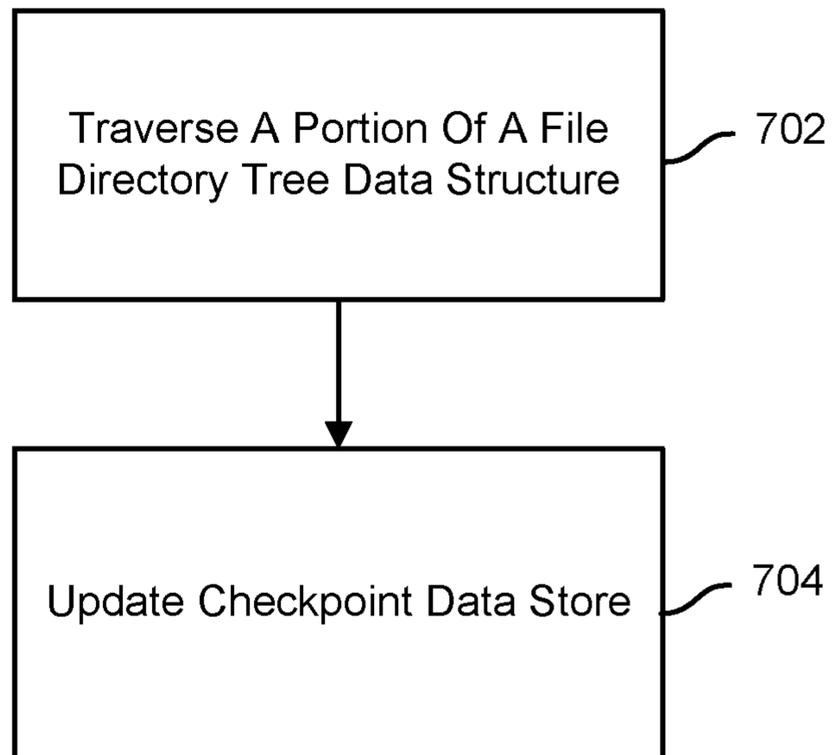 Traverse A Portion Of A File
Directory Tree Data Structure
702
Update Checkpoint Data Store
704